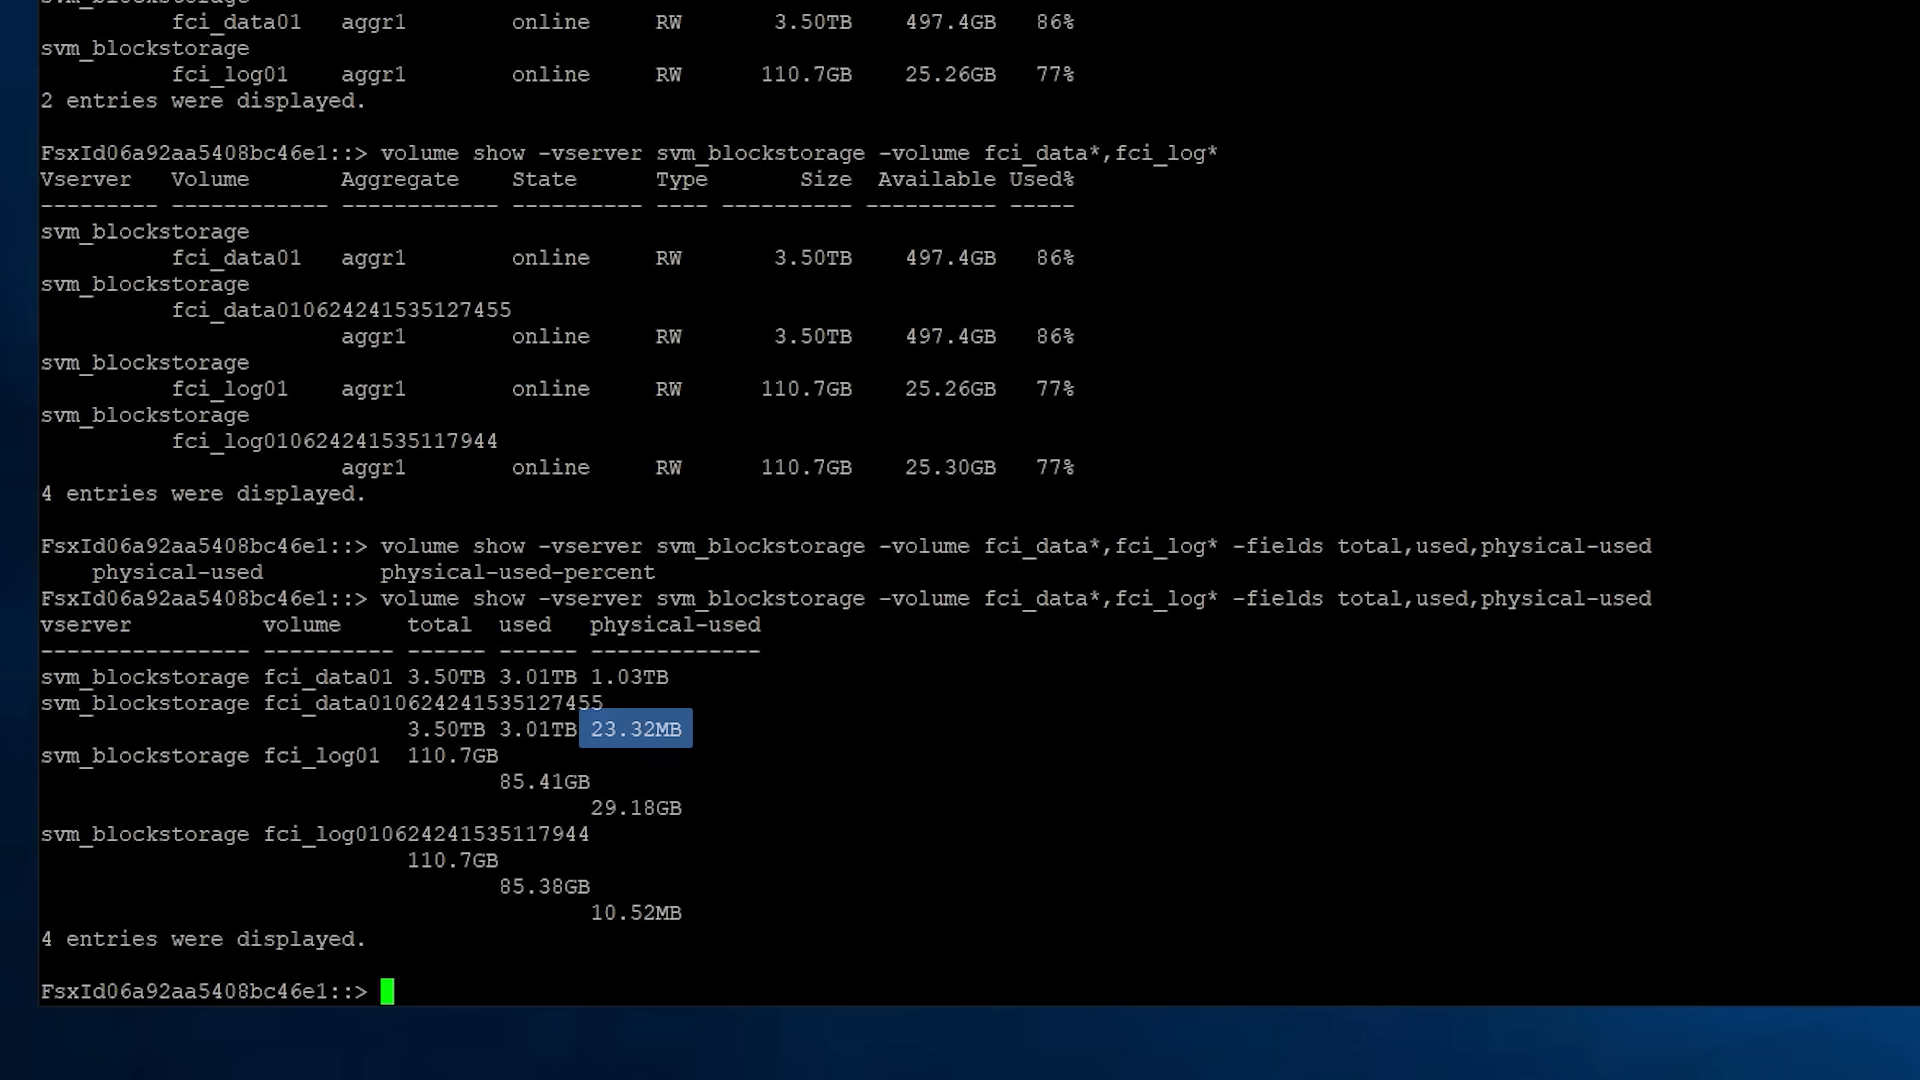 fci_data01 aggr1 online RW 3.50TB 497.4GB 86%
svm_blockstorage
fci_log01 aggr1 online RW 110.7GB 25.26GB 77%
2 entries were displayed.
FsxId06a92aa5408bc46e1::> volume show -vserver svm_blockstorage -volume fci_data*,fci_log*
Vserver Volume Aggregate State Type Size Available Used%
--------- ------------ ------------ ---------- ---- ---------- ---------- -----
svm_blockstorage
fci_data01 aggr1 online RW 3.50TB 497.4GB 86%
svm_blockstorage
fci_data010624241535127455
aggr1 online RW 3.50TB 497.4GB 86%
svm_blockstorage
fci_log01 aggr1 online RW 110.7GB 25.26GB 77%
svm_blockstorage
fci_log010624241535117944
aggr1 online RW 110.7GB 25.30GB 77%
4 entries were displayed.
FsxId06a92aa5408bc46e1::> volume show -vserver svm_blockstorage -volume fci_data*,fci_log* -fields total,used,physical-used
physical-used physical-used-percent
FsxId06a92aa5408bc46e1::> volume show -vserver svm_blockstorage -volume fci_data*,fci_log* -fields total,used,physical-used
vserver volume total used physical-used
---------------- ---------- ------ ------ -------------
svm_blockstorage fci_data01 3.50TB 3.01TB 1.03TB
svm_blockstorage fci_data010624241535127455
3.50TB 3.01TB 23.32MB
svm_blockstorage fci_log01 110.7GB
85.41GB
29.18GB
svm_blockstorage fci_log010624241535117944
110.7GB
85.38GB
10.52MB
4 entries were displayed.
FsxId06a92aa5408bc46e1::>